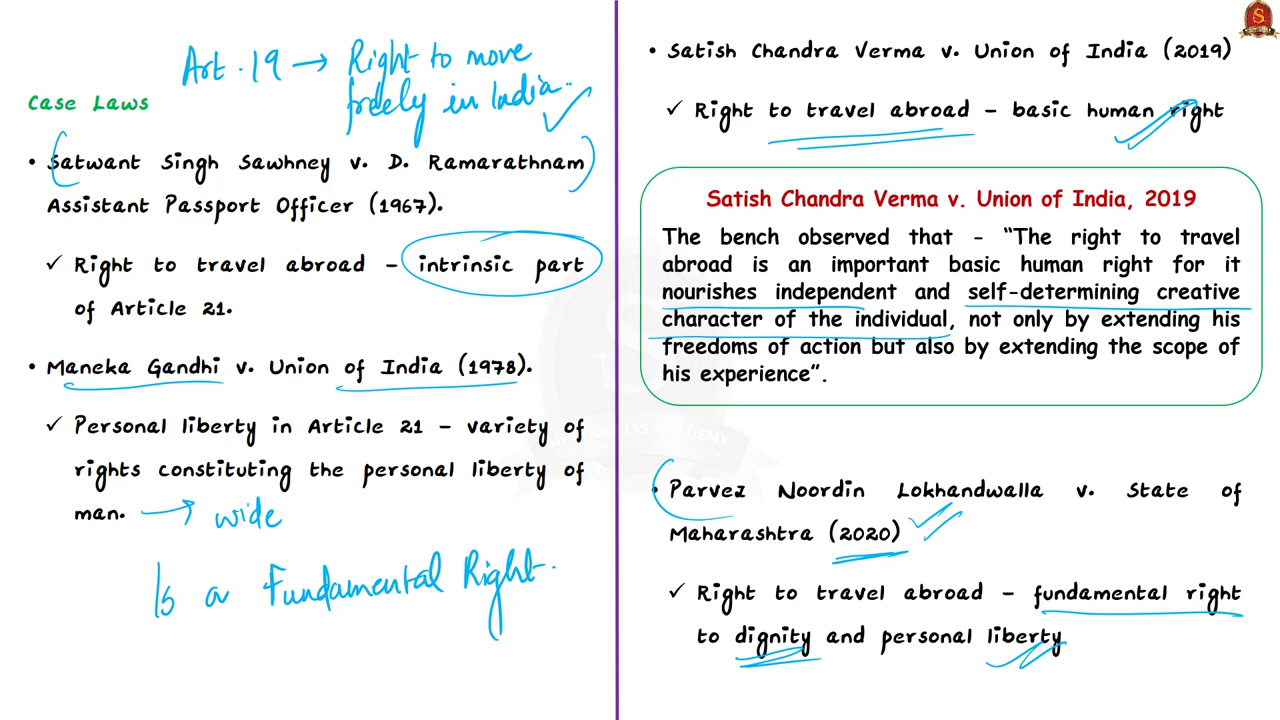 Art. 19 → Right to move
freely in India.
Case Laws
• Satwant Singh Sawhney v. D. Ramarathnam
Assistant Passport Officer (1967).
✓ Right to travel abroad – intrinsic part
of Article 21.
• Maneka Gandhi v. Union of India (1978).
✓ Personal liberty in Article 21 – variety of
rights constituting the personal liberty of
man. → wide
Is a Fundamental Right.
• Satish Chandra Verma v. Union of India (2019)
✓ Right to travel abroad – basic human right
Satish Chandra Verma v. Union of India, 2019
The bench observed that - “The right to travel
abroad is an important basic human right for it
nourishes independent and self-determining creative
character of the individual, not only by extending his
freedoms of action but also by extending the scope of
his experience”.
• Parvez Noordin Lokhandwalla v. State of
Maharashtra (2020)
✓ Right to travel abroad – fundamental right
to dignity and personal liberty